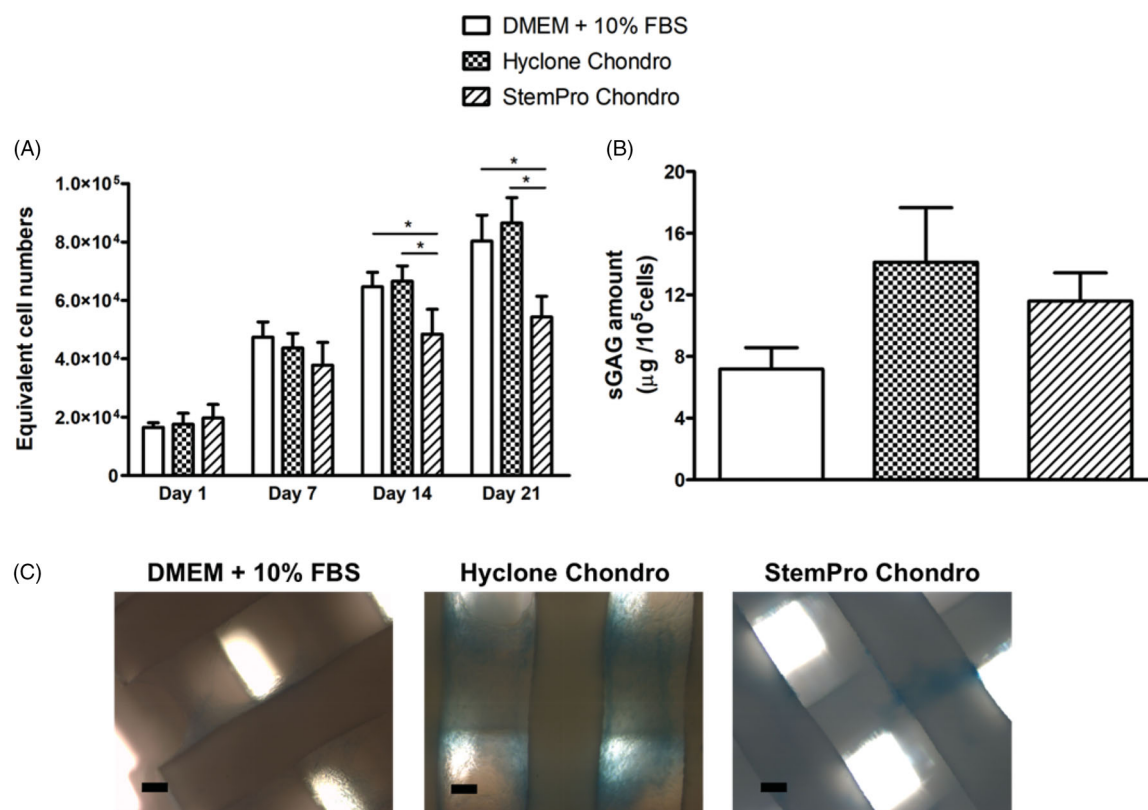 DMEM + 10% FBS
Hyclone Chondro
StemPro Chondro
(A)
Equivalent cell numbers
1.0×10⁵
8.0×10⁴
6.0×10⁴
4.0×10⁴
2.0×10⁴
0
*
*
*
*
Day 1 Day 7 Day 14 Day 21
(B)
sGAG amount
(μg /10⁵cells)
20
16
12
8
4
0
(C)
DMEM + 10% FBS Hyclone Chondro StemPro Chondro